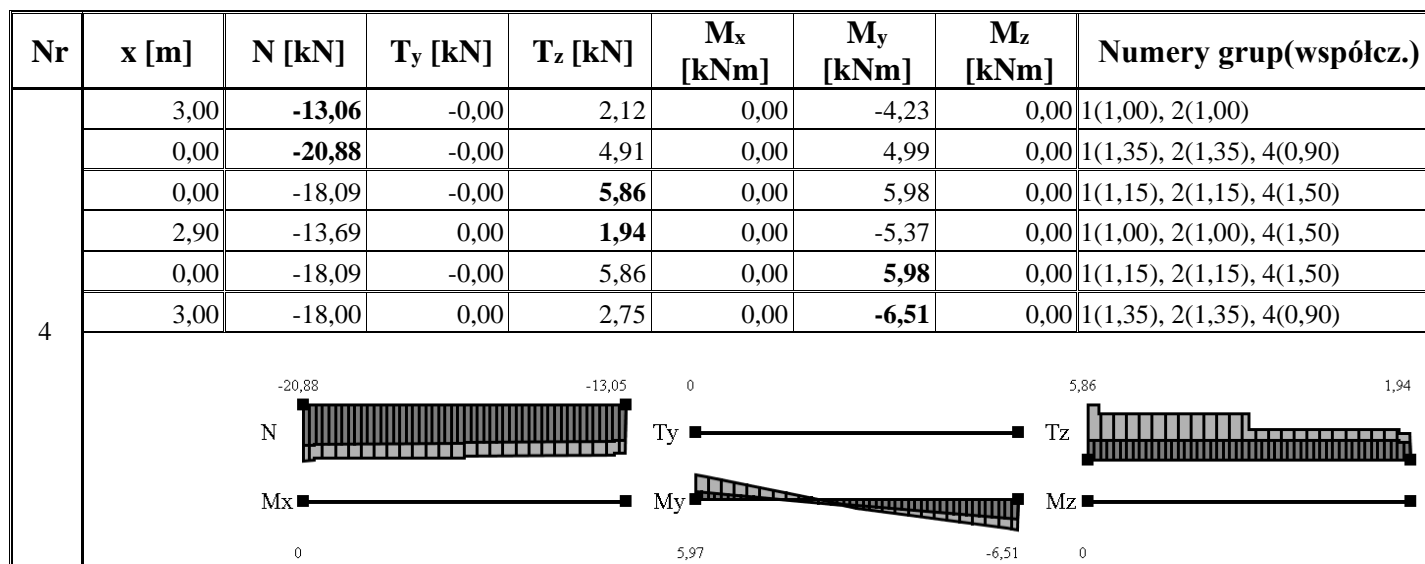 Nr x [m] N [kN] Ty [kN] Tz [kN] Mx [kNm] My [kNm] Mz [kNm] Numery grup(współcz.)
3,00 -13,06 -0,00 2,12 0,00 -4,23 0,00 1(1,00), 2(1,00)
0,00 -20,88 -0,00 4,91 0,00 4,99 0,00 1(1,35), 2(1,35), 4(0,90)
0,00 -18,09 -0,00 5,86 0,00 5,98 0,00 1(1,15), 2(1,15), 4(1,50)
2,90 -13,69 0,00 1,94 0,00 -5,37 0,00 1(1,00), 2(1,00), 4(1,50)
0,00 -18,09 -0,00 5,86 0,00 5,98 0,00 1(1,15), 2(1,15), 4(1,50)
3,00 -18,00 0,00 2,75 0,00 -6,51 0,00 1(1,35), 2(1,35), 4(0,90)
4
-20,88 -13,05 0 5,86 1,94
N Ty Tz
Mx My Mz
0 5,97 -6,51 0